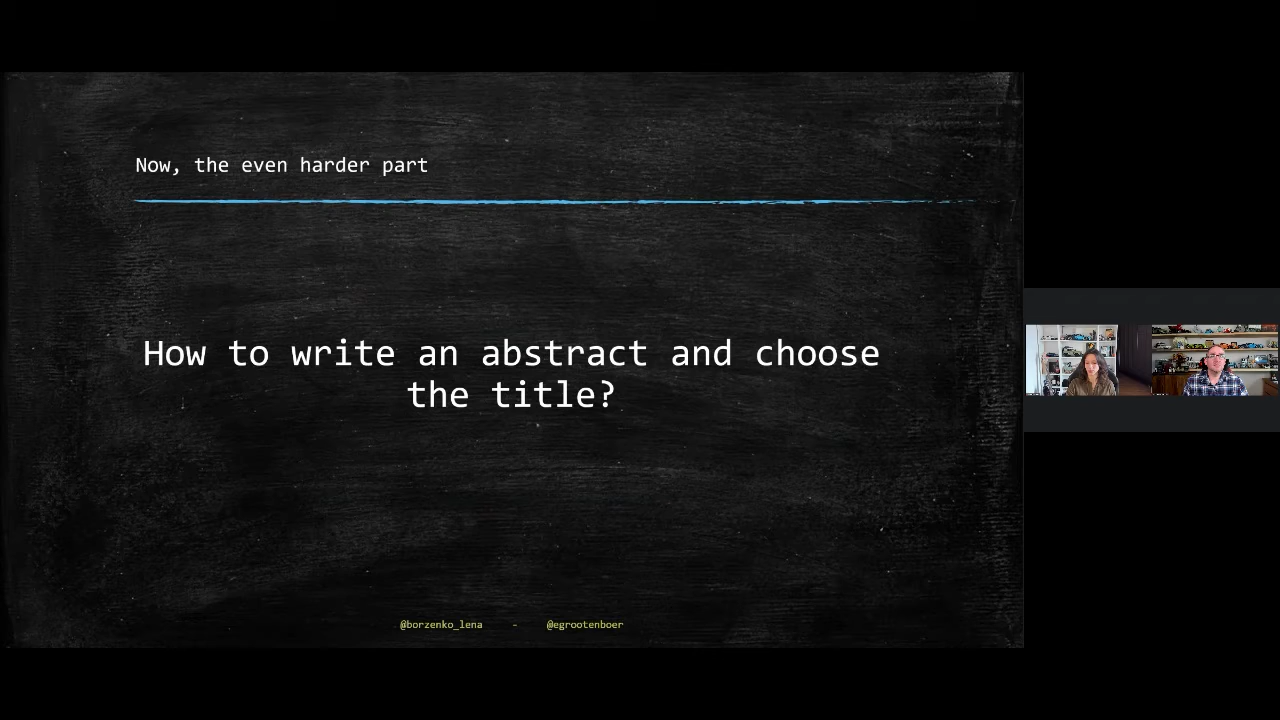 Now, the even harder part
How to write an abstract and choose
the title?
@borzenko_lena - @egrootenboer